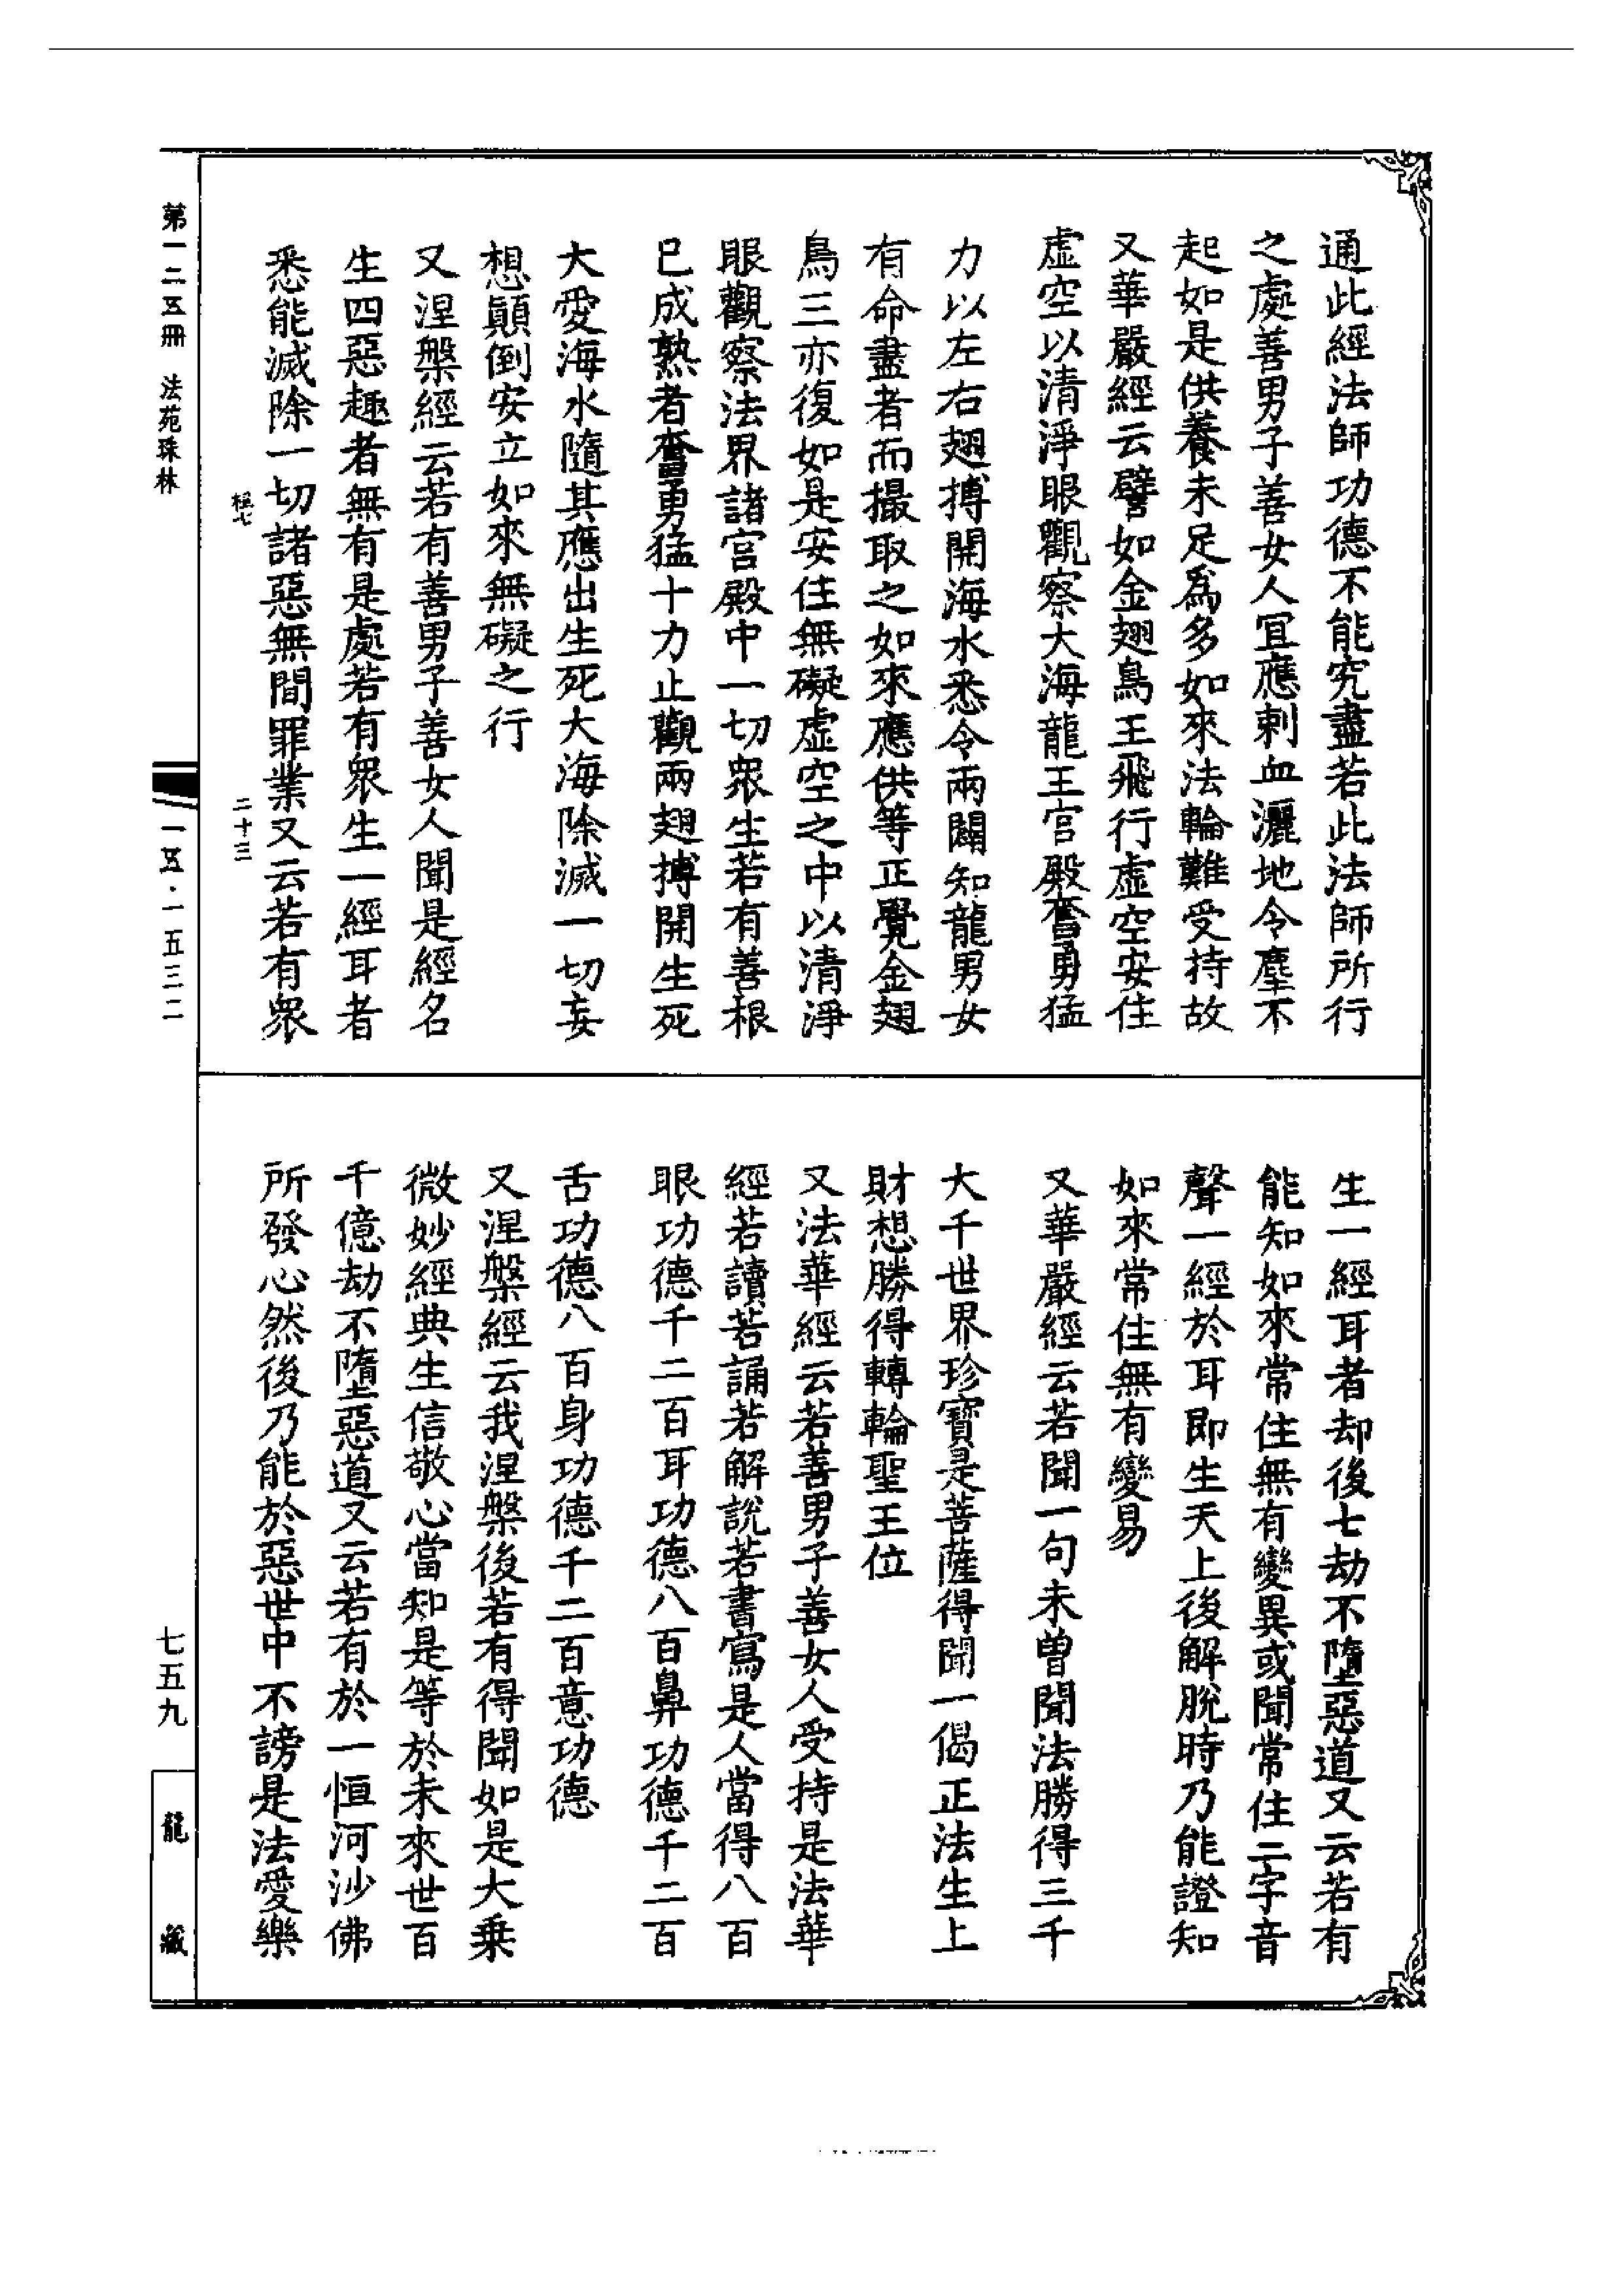 通此經法師功德不能究盡若此法師所行
之處善男子善女人宜應刺血灑地令塵不
起如是供養未足為多如來法輪難受持故
又華嚴經云譬如金翅鳥王飛行虛空安住
虛空以清淨眼觀察大海龍王宮殿奮勇猛
力以左右翅搏開海水悉令兩闢知龍男女
有命盡者而撮取之如來應供等正覺金翅
鳥三亦復如是安住無礙虛空之中以清淨
眼觀察法界諸宮殿中一切眾生若有善根
已成熟者奮勇猛十力止觀兩翅搏開生死
大愛海水隨其應出生死大海除滅一切妄
想顛倒安立如來無礙之行
又涅槃經云若有善男子善女人聞是經名
生四惡趣者無有是處若有眾生一經耳者
悉能滅除一切諸惡無間罪業又云若有眾
生一經耳者却後七劫不墮惡道又云若有
能知如來常住無有變異或聞常住二字音
聲一經於耳即生天上後解脫時乃能證知
如來常住無有變易
又華嚴經云若聞一句未曾聞法勝得三千
大千世界珍寶是菩薩得聞一偈正法生上
財想勝得轉輪聖王位
又法華經云若善男子善女人受持是法華
經若讀若誦若解說若書寫是人當得八百
眼功德千二百耳功德八百鼻功德千二百
舌功德八百身功德千二百意功德
又涅槃經云我涅槃後若有得聞如是大乘
微妙經典生信敬心當知是等於未來世百
千億劫不墮惡道又云若有於一恒河沙佛
所發心然後乃能於惡世中不謗是法愛樂
二十三
第一二五冊 法苑珠林
一五·一五三二
七五九
龍藏